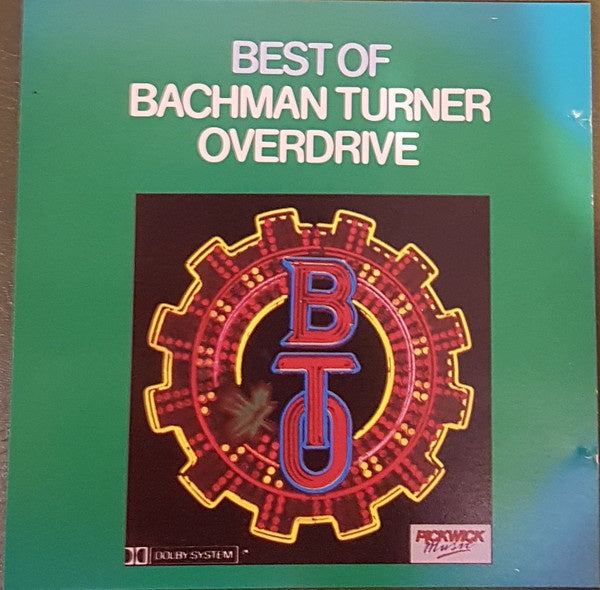 BEST OF
BACHMAN TURNER
OVERDRIVE
B
T
O
DOLBY SYSTEM
PICKWICK
Music